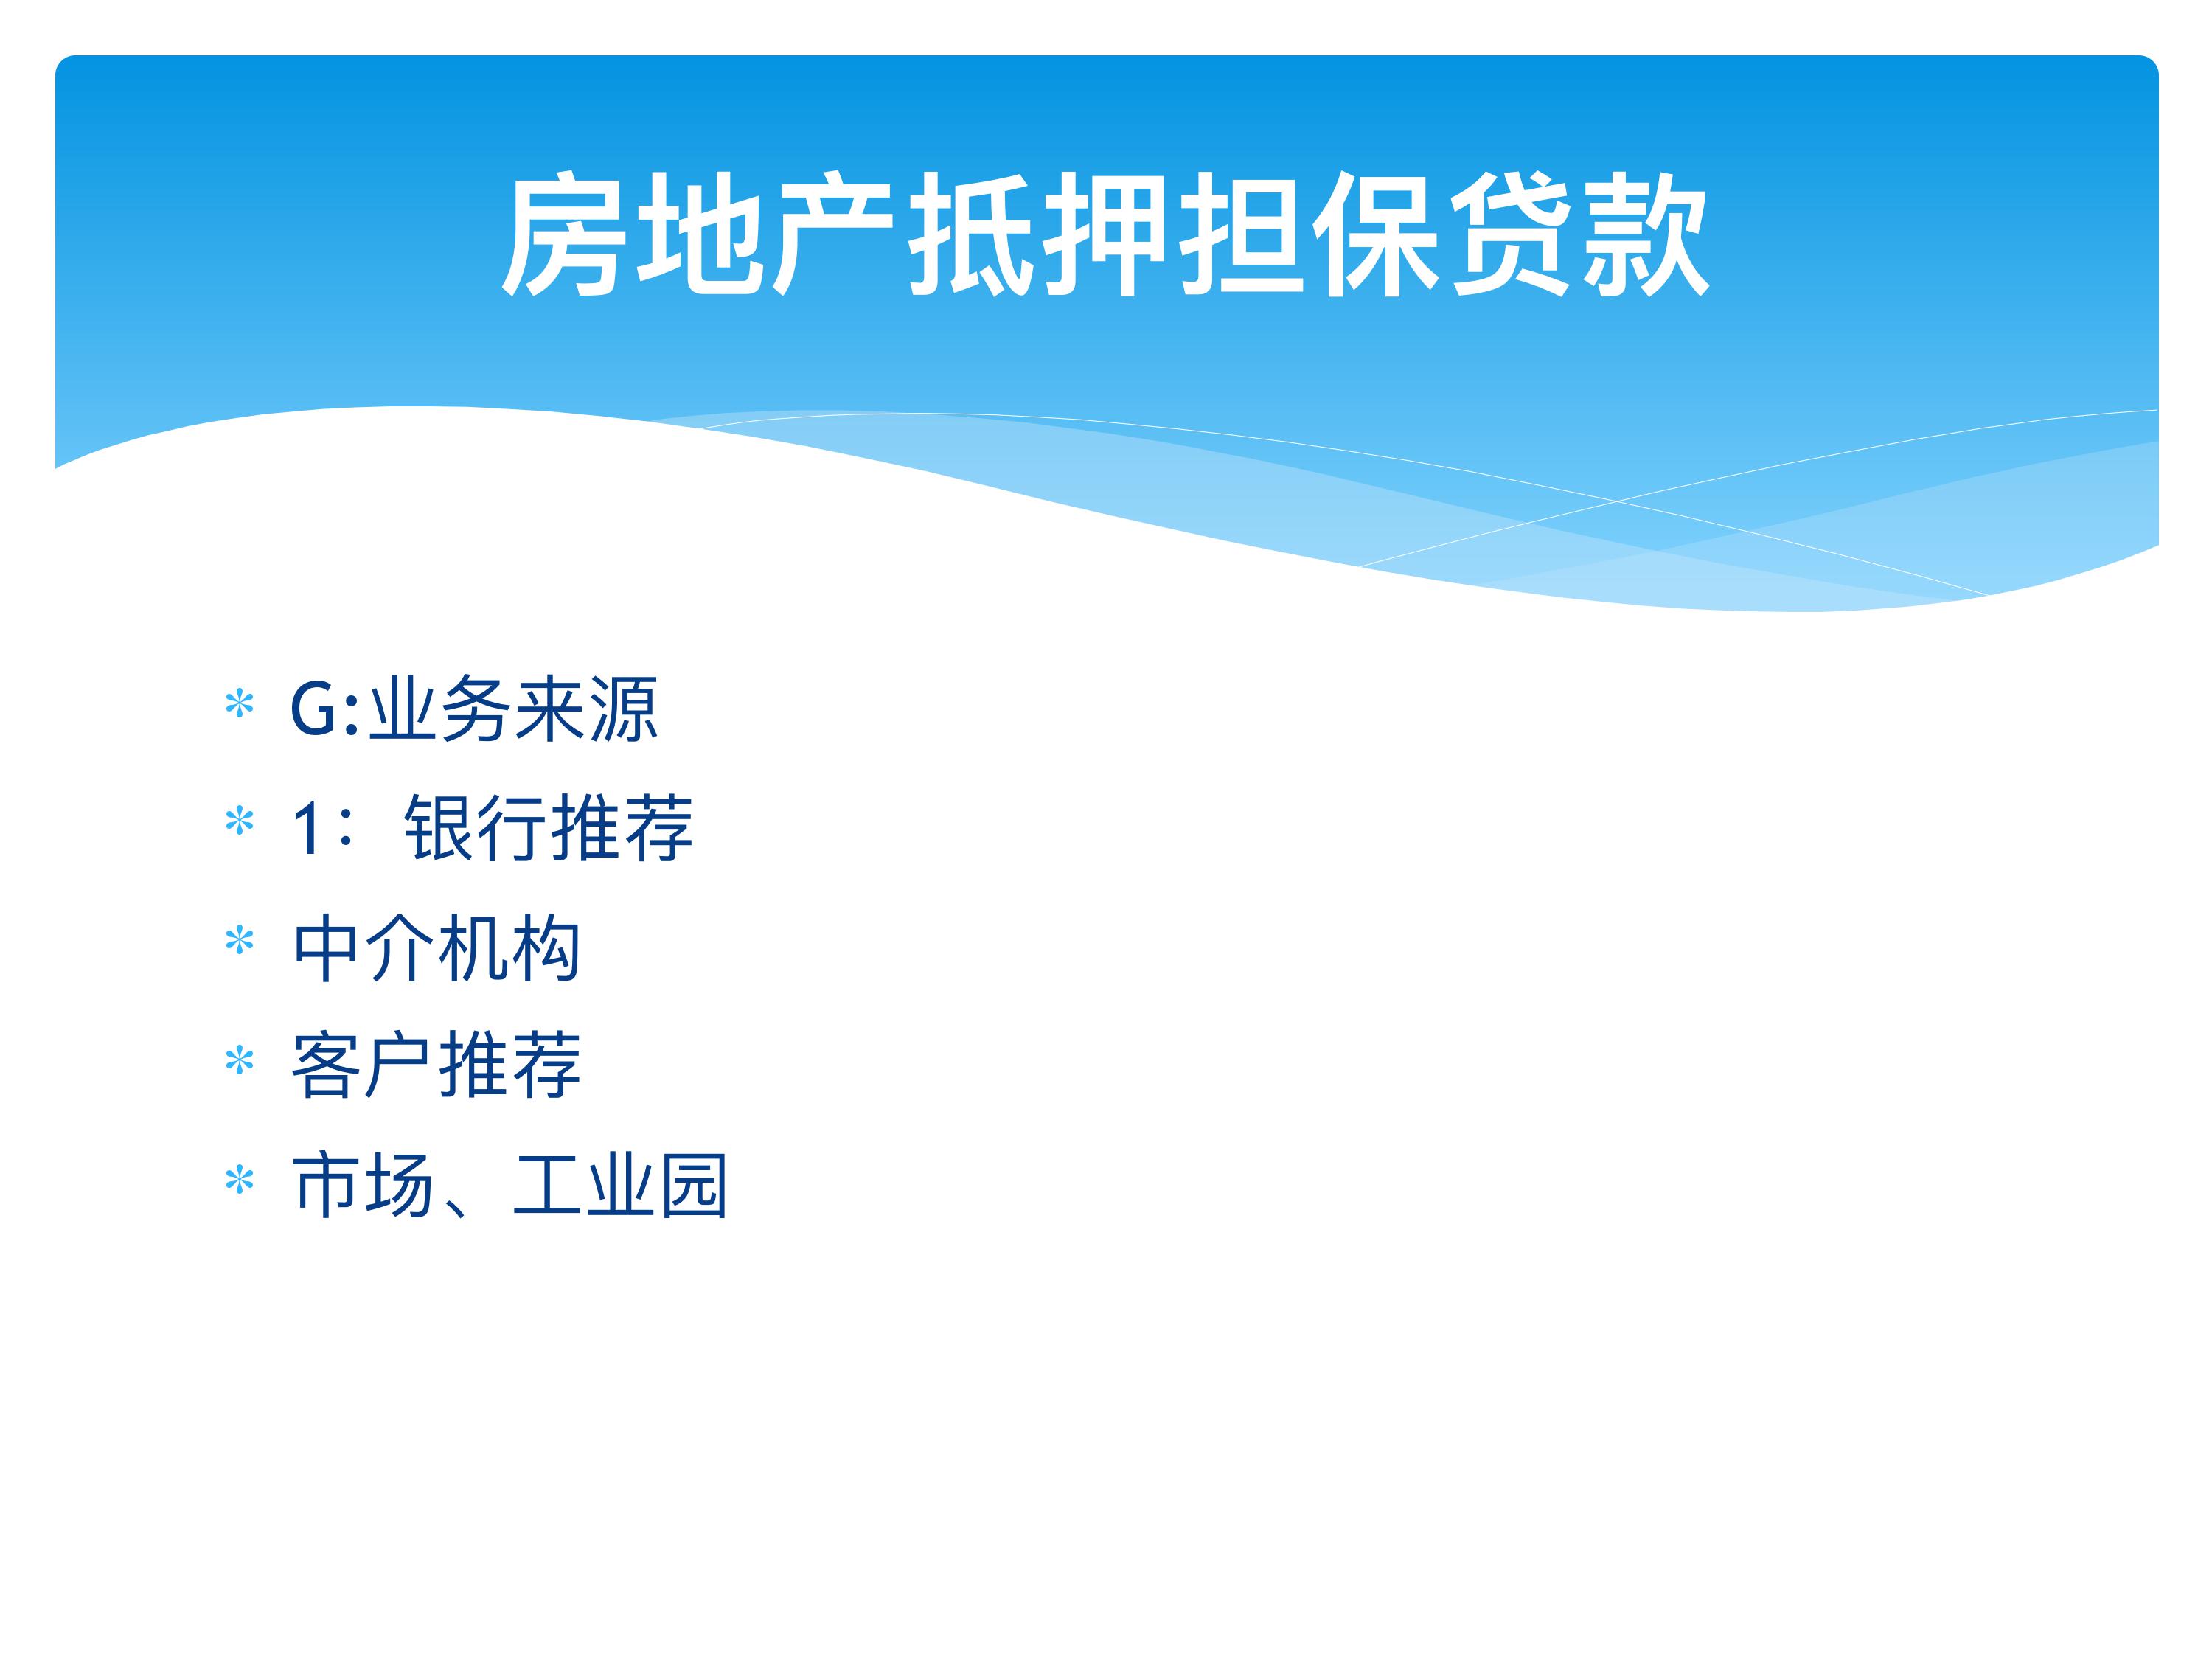 房地产抵押担保贷款
* G:业务来源
* 1：银行推荐
* 中介机构
* 客户推荐
* 市场、工业园